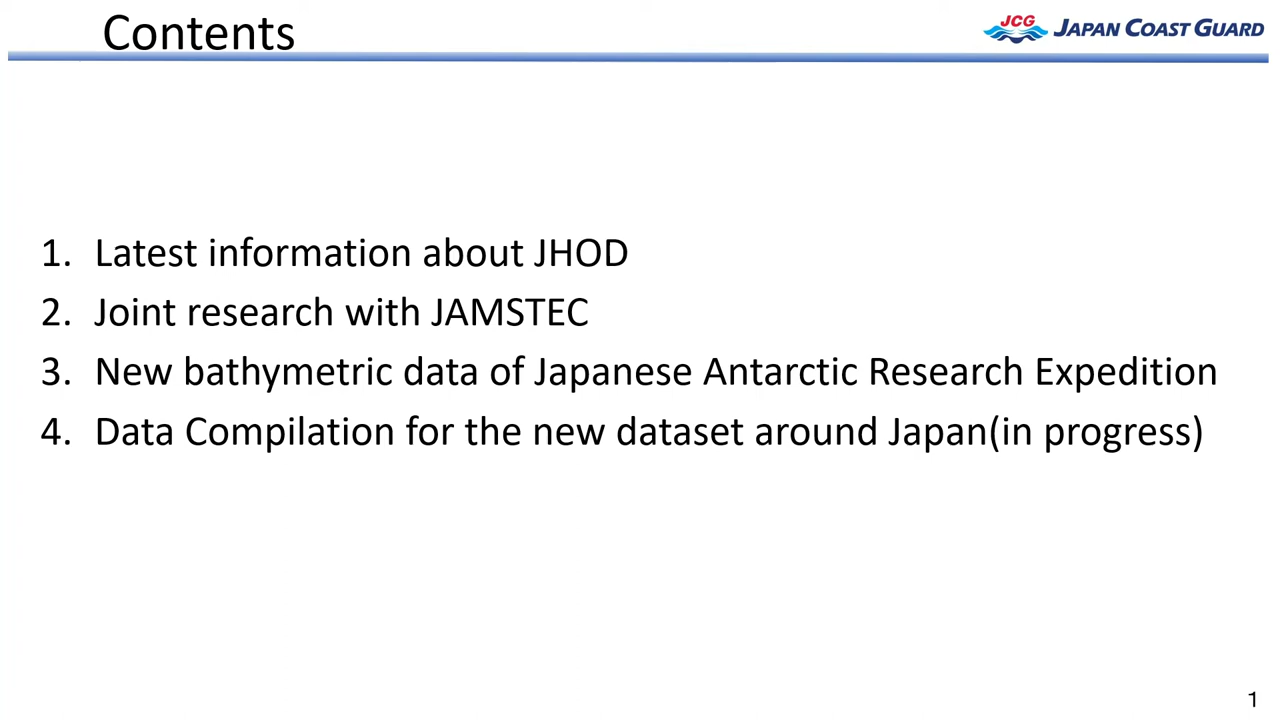 Contents
JCG JAPAN COAST GUARD
1. Latest information about JHOD
2. Joint research with JAMSTEC
3. New bathymetric data of Japanese Antarctic Research Expedition
4. Data Compilation for the new dataset around Japan(in progress)
1